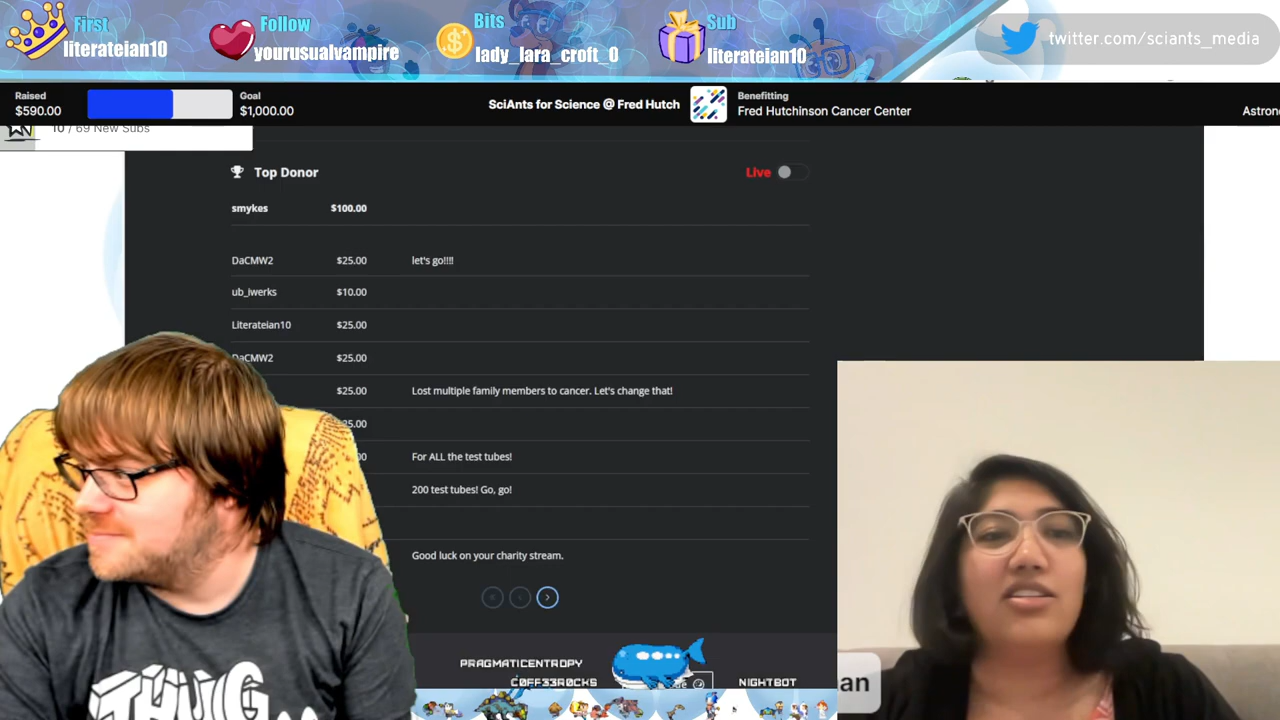 First
literateian10
Follow
yourusualvampire
Bits
lady_lara_croft_0
Sub
literateian10
twitter.com/sciants_media
Raised
$590.00
Goal
$1,000.00
SciAnts for Science @ Fred Hutch
Benefitting
Fred Hutchinson Cancer Center
Astron
10 / 69 New Subs
Top Donor
Live
smykes $100.00
DaCMW2 $25.00 let's go!!!!
ub_iwerks $10.00
Literateian10 $25.00
DaCMW2 $25.00
$25.00 Lost multiple family members to cancer. Let's change that!
For ALL the test tubes!
200 test tubes! Go, go!
Good luck on your charity stream.
PRAGMATICENTROPY
C0FF33R0CKS
NIGHTBOT
an
THUG